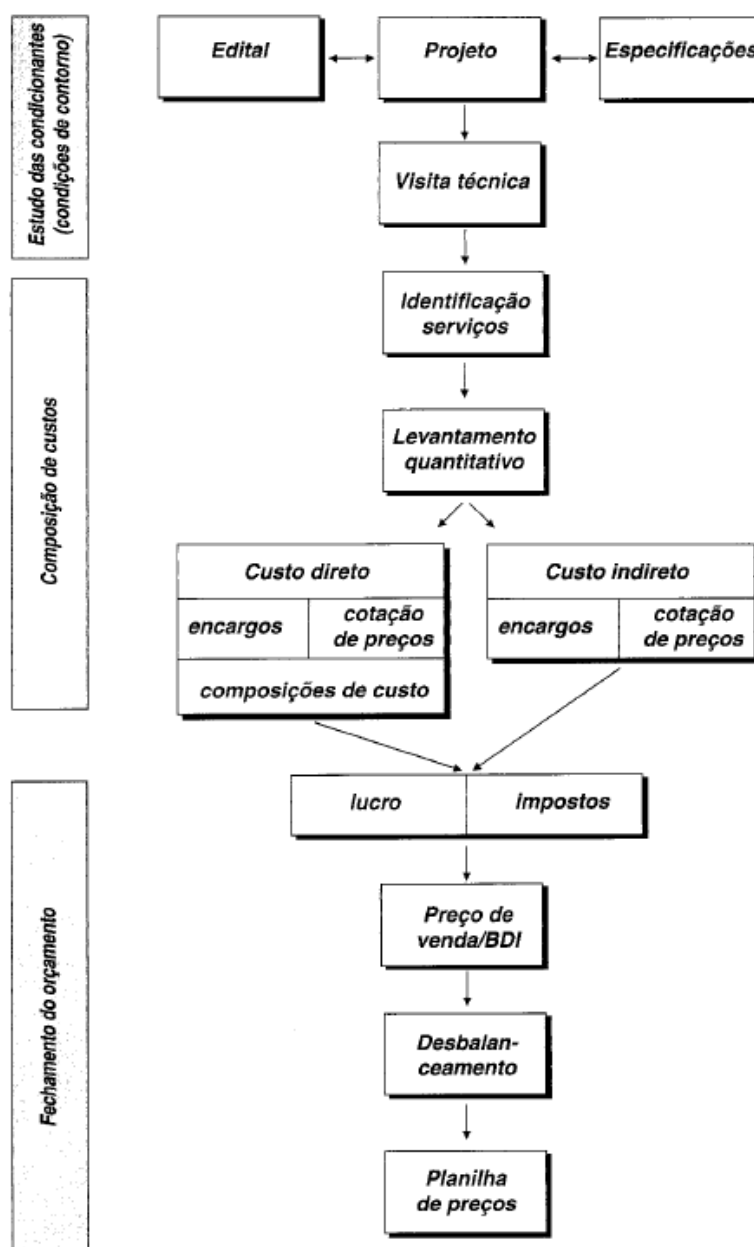 Estudo das condicionantes
(condições de contorno)
Edital
Projeto
Especificações
Visita técnica
Composição de custos
Identificação
serviços
Levantamento
quantitativo
Custo direto
encargos
cotação
de preços
composições de custo
Custo indireto
encargos
cotação
de preços
Fechamento do orçamento
lucro
impostos
Preço de
venda/BDI
Desbalan-
ceamento
Planilha
de preços